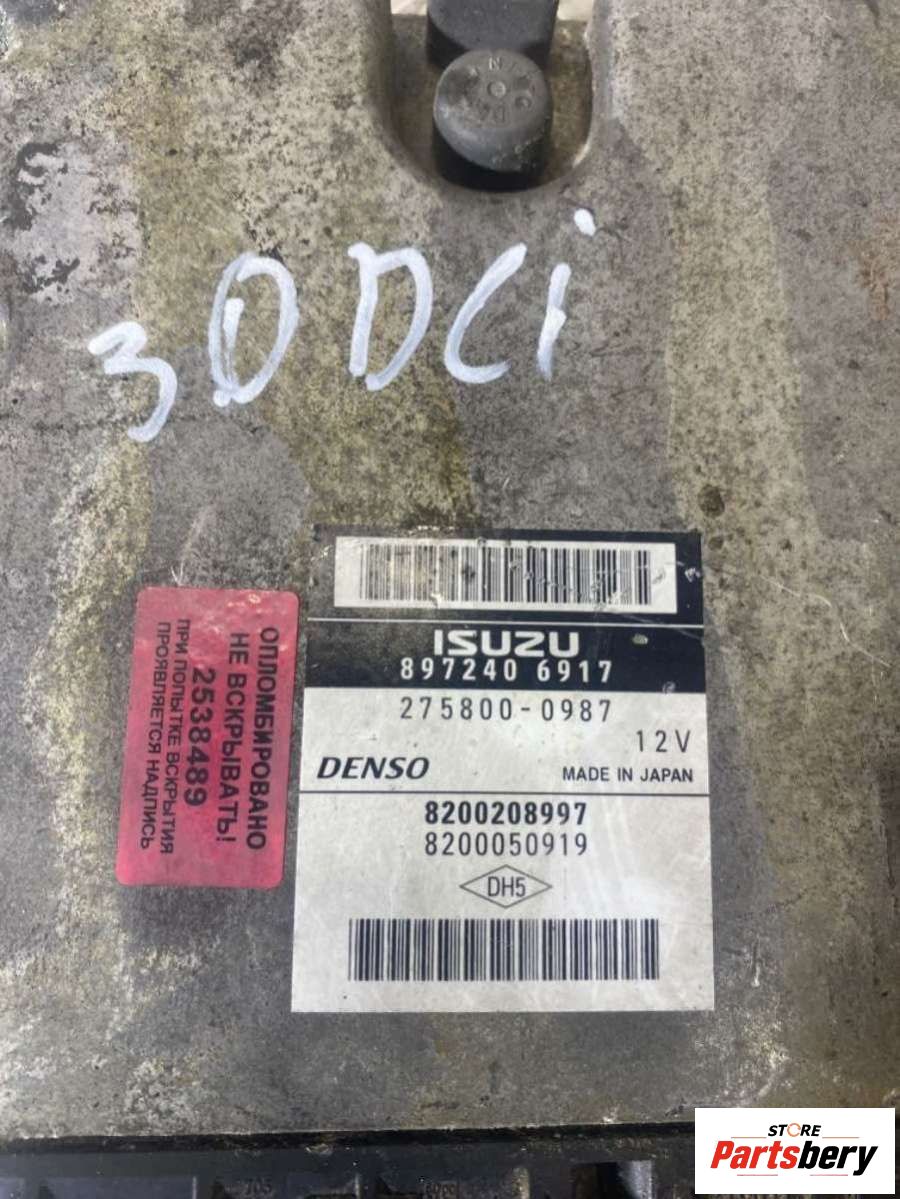 3.0 DCi
ISUZU
897240 6917
275800-0987
12V
DENSO
MADE IN JAPAN
8200208997
8200050919
DH5
ОПЛОМБИРОВАНО
НЕ ВСКРЫВАТЬ!
2538489
ПРИ ПОПЫТКЕ ВСКРЫТИЯ
ПРОЯВЛЯЕТСЯ НАДПИСЬ
STORE
Partsbery